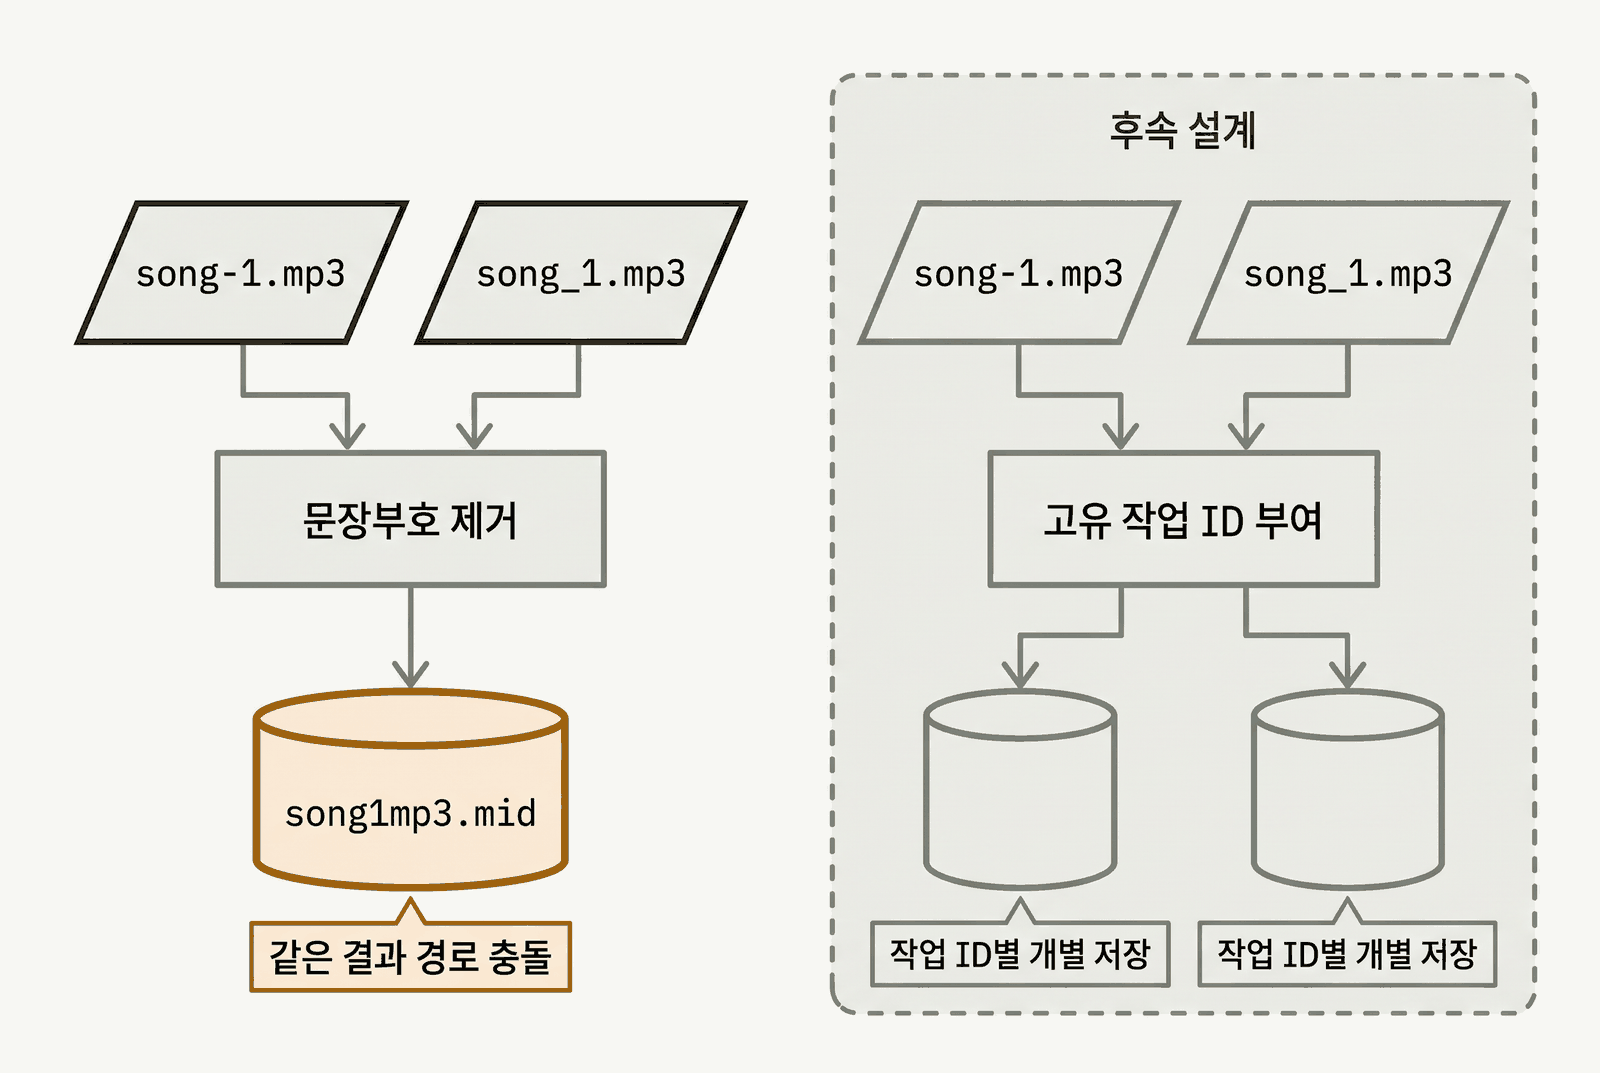 song-1.mp3
song_1.mp3
문장부호 제거
song1mp3.mid
같은 결과 경로 충돌
후속 설계
song-1.mp3
song_1.mp3
고유 작업 ID 부여
작업 ID별 개별 저장
작업 ID별 개별 저장